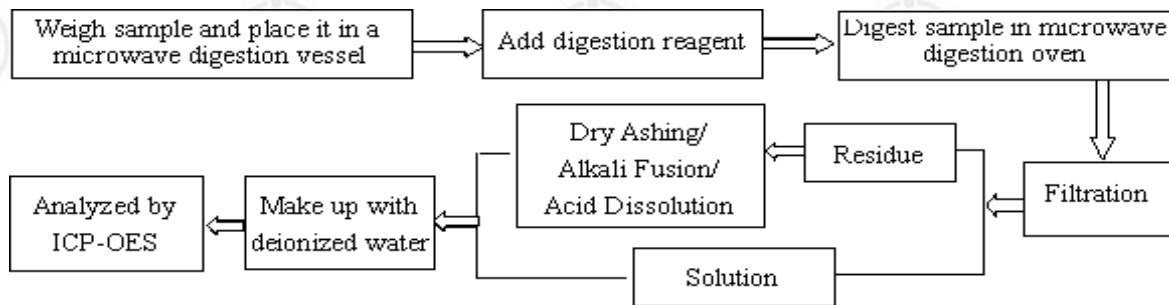 Weigh sample and place it in a
microwave digestion vessel
Add digestion reagent
Digest sample in microwave
digestion oven
Filtration
Residue
Dry Ashing/
Alkali Fusion/
Acid Dissolution
Solution
Make up with
deionized water
Analyzed by
ICP-OES